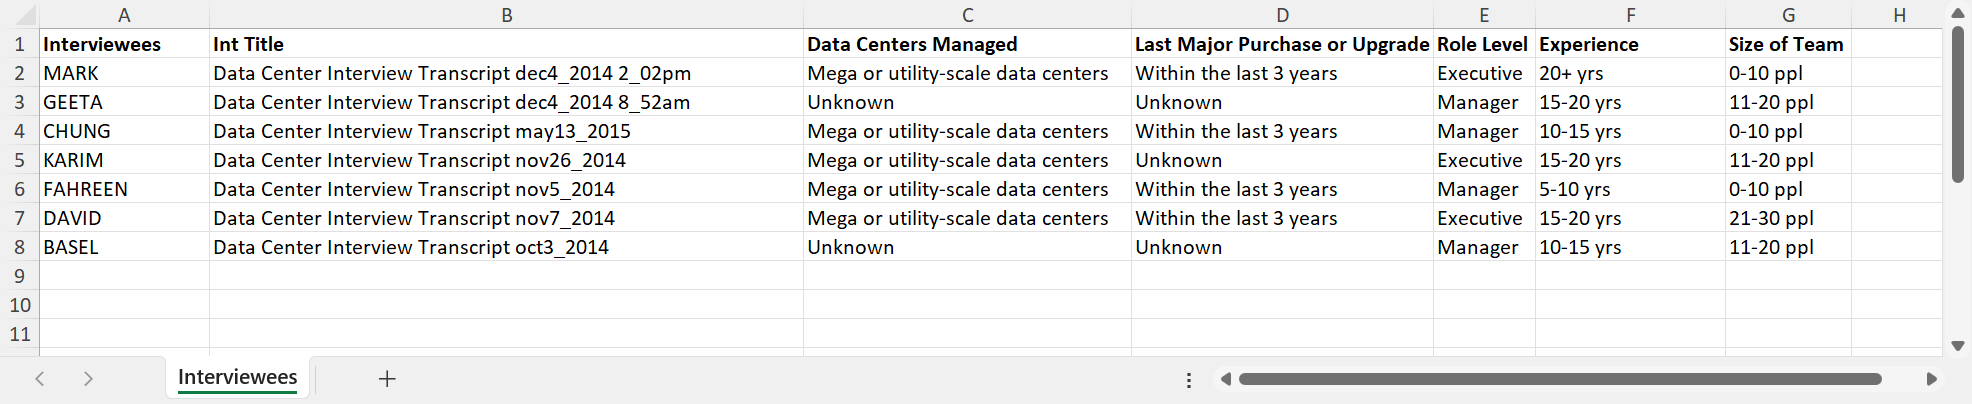 A B C D E F G H
1 Interviewees Int Title Data Centers Managed Last Major Purchase or Upgrade Role Level Experience Size of Team
2 MARK Data Center Interview Transcript dec4_2014 2_02pm Mega or utility-scale data centers Within the last 3 years Executive 20+ yrs 0-10 ppl
3 GEETA Data Center Interview Transcript dec4_2014 8_52am Unknown Unknown Manager 15-20 yrs 11-20 ppl
4 CHUNG Data Center Interview Transcript may13_2015 Mega or utility-scale data centers Within the last 3 years Manager 10-15 yrs 0-10 ppl
5 KARIM Data Center Interview Transcript nov26_2014 Mega or utility-scale data centers Unknown Executive 15-20 yrs 11-20 ppl
6 FAHREEN Data Center Interview Transcript nov5_2014 Mega or utility-scale data centers Within the last 3 years Manager 5-10 yrs 0-10 ppl
7 DAVID Data Center Interview Transcript nov7_2014 Mega or utility-scale data centers Within the last 3 years Executive 15-20 yrs 21-30 ppl
8 BASEL Data Center Interview Transcript oct3_2014 Unknown Unknown Manager 10-15 yrs 11-20 ppl
9
10
11
Interviewees